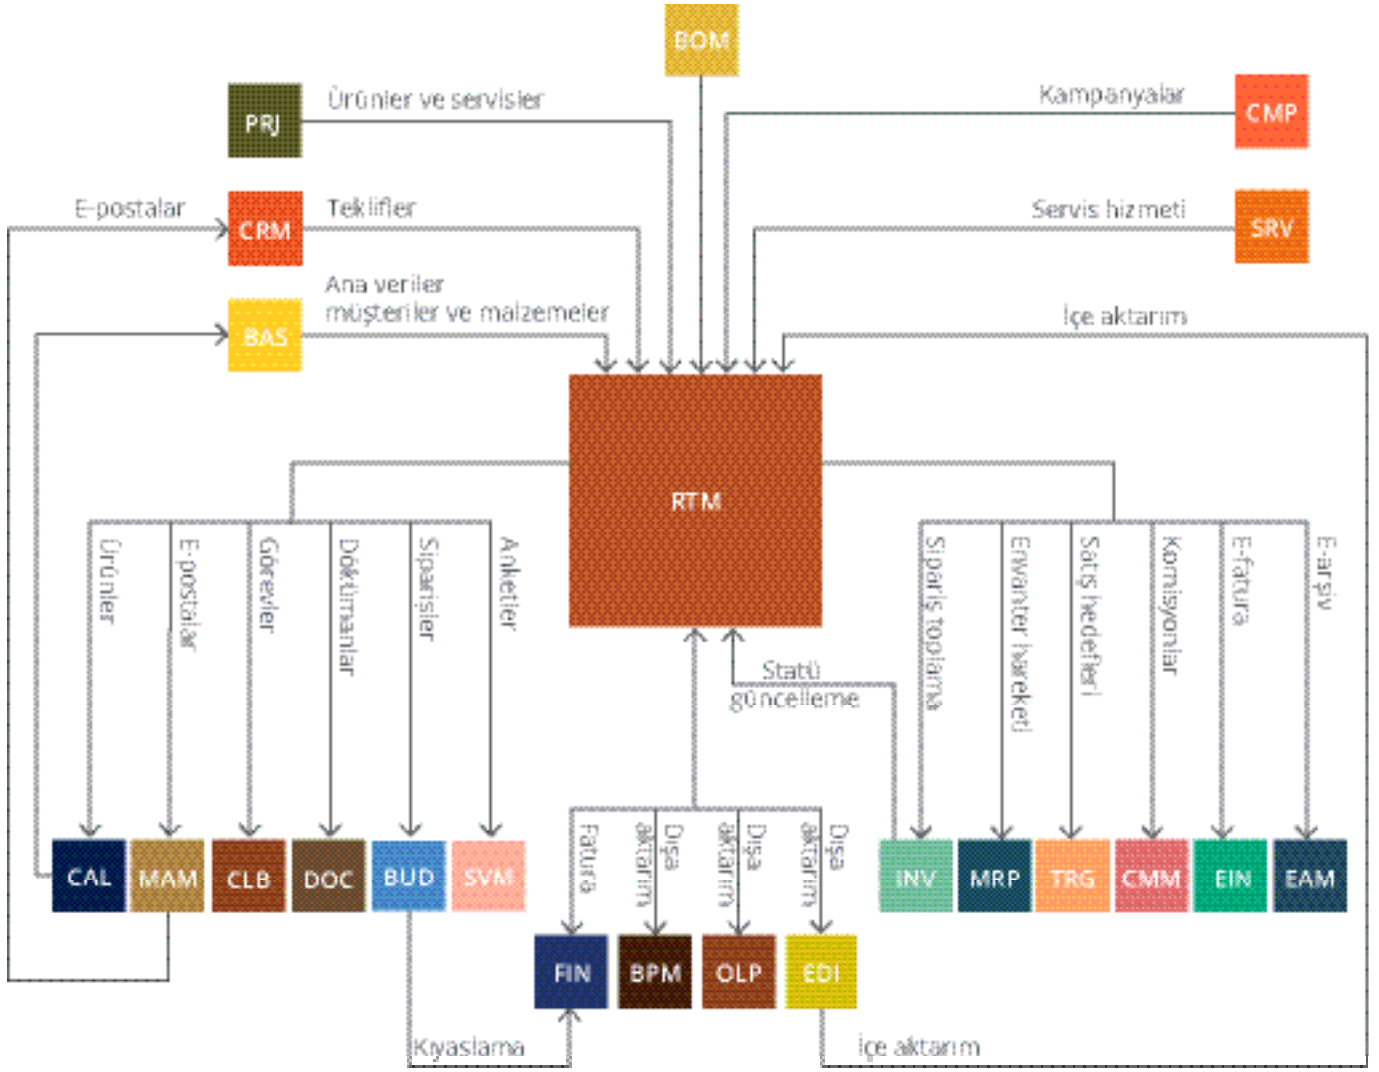 BOM
PRJ
Ürünler ve servisler
Kampanyalar
CMP
E-postalar
CRM
Teklifler
Servis hizmeti
SRV
Ana veriler
müşteriler ve malzemeler
BAS
İçe aktarım
RTM
Ürünler
E-postalar
Görevler
Dökümanlar
Siparişler
Anketler
Sipariş toplama
Envanter hareketi
Satış hedefleri
Komisyonlar
E-fatura
E-arşiv
Statü
güncelleme
Fatura
Dışa
aktarım
Dışa
aktarım
Dışa
aktarım
CAL
MAM
CLB
DOC
BUD
SVM
INV
MRP
TRG
CMM
EIN
EAM
FIN
BPM
OLP
EDI
Kıyaslama
İçe aktarım